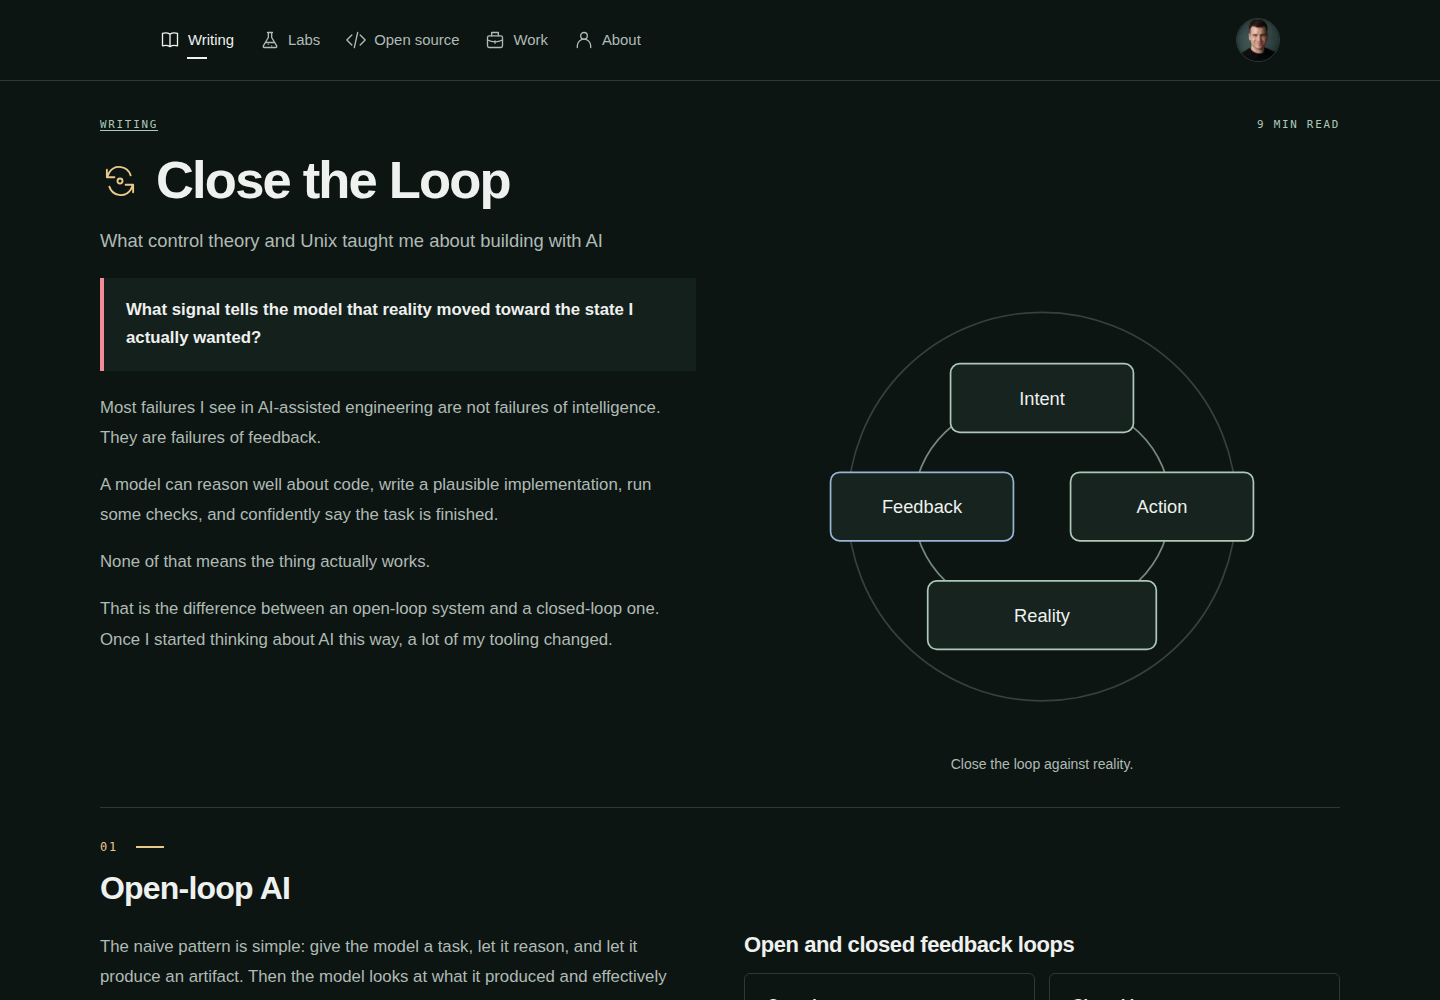 Writing
Labs
Open source
Work
About
WRITING
9 MIN READ
Close the Loop
What control theory and Unix taught me about building with AI
What signal tells the model that reality moved toward the state I
actually wanted?
Most failures I see in AI-assisted engineering are not failures of intelligence.
They are failures of feedback.
A model can reason well about code, write a plausible implementation, run
some checks, and confidently say the task is finished.
None of that means the thing actually works.
That is the difference between an open-loop system and a closed-loop one.
Once I started thinking about AI this way, a lot of my tooling changed.
Intent
Feedback
Action
Reality
Close the loop against reality.
01
Open-loop AI
The naive pattern is simple: give the model a task, let it reason, and let it
produce an artifact. Then the model looks at what it produced and effectively
Open and closed feedback loops